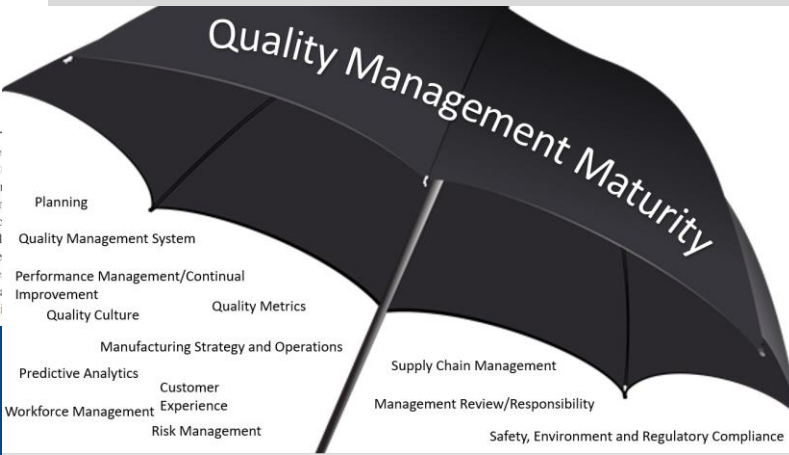 Quality Management Maturity
Planning
Quality Management System
Performance Management/Continual
Improvement
Quality Culture
Quality Metrics
Manufacturing Strategy and Operations
Predictive Analytics
Customer
Experience
Workforce Management
Risk Management
Supply Chain Management
Management Review/Responsibility
Safety, Environment and Regulatory Compliance